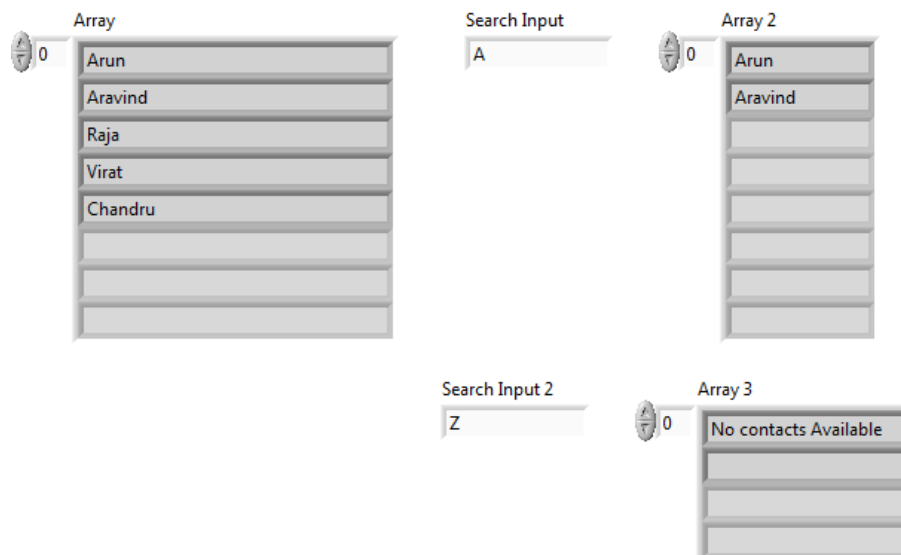 Array
0
Arun
Aravind
Raja
Virat
Chandru
Search Input
A
Array 2
0
Arun
Aravind
Search Input 2
Z
Array 3
0
No contacts Available